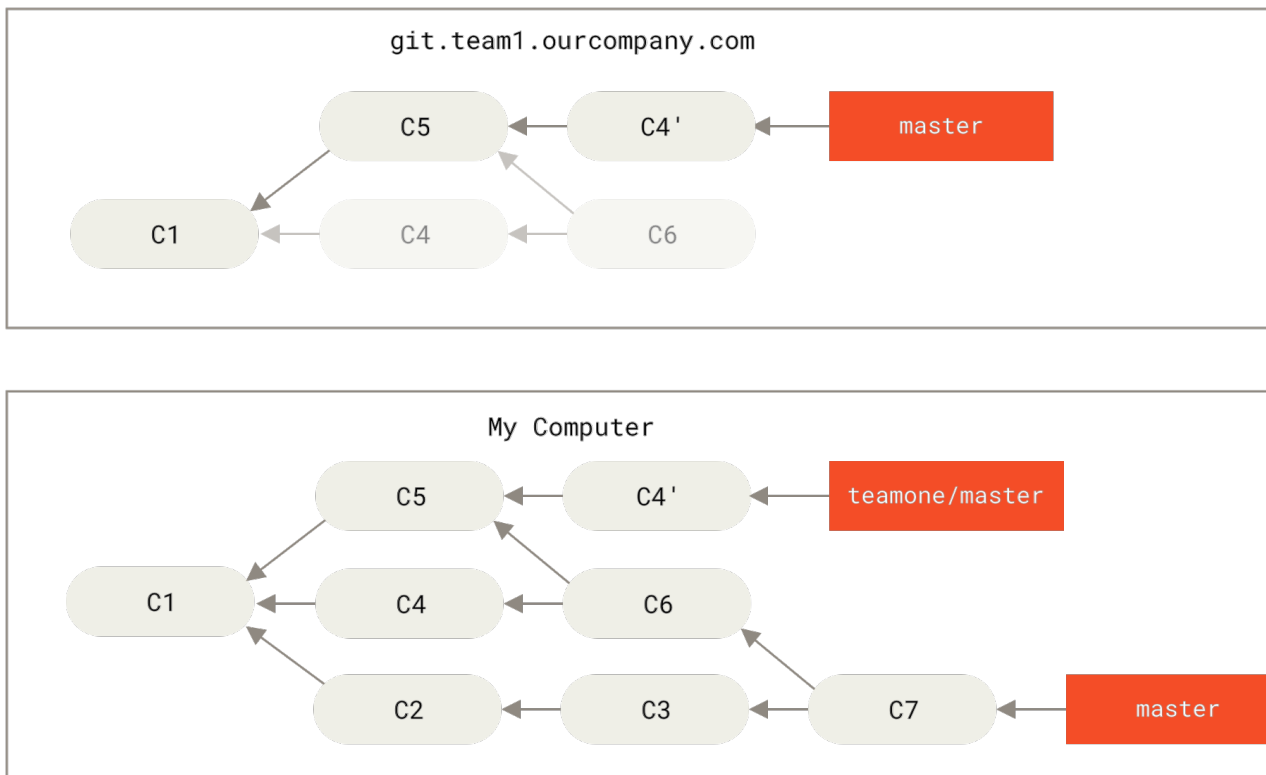 git.team1.ourcompany.com
C5 C4' master
C1 C4 C6
My Computer
C5 C4' teamone/master
C1 C4 C6
C2 C3 C7 master